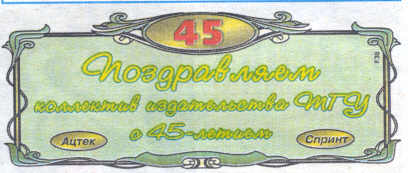 45
Поздравляем
коллектив издательства ТГУ
с 45-летием
Ацтек
Спринт